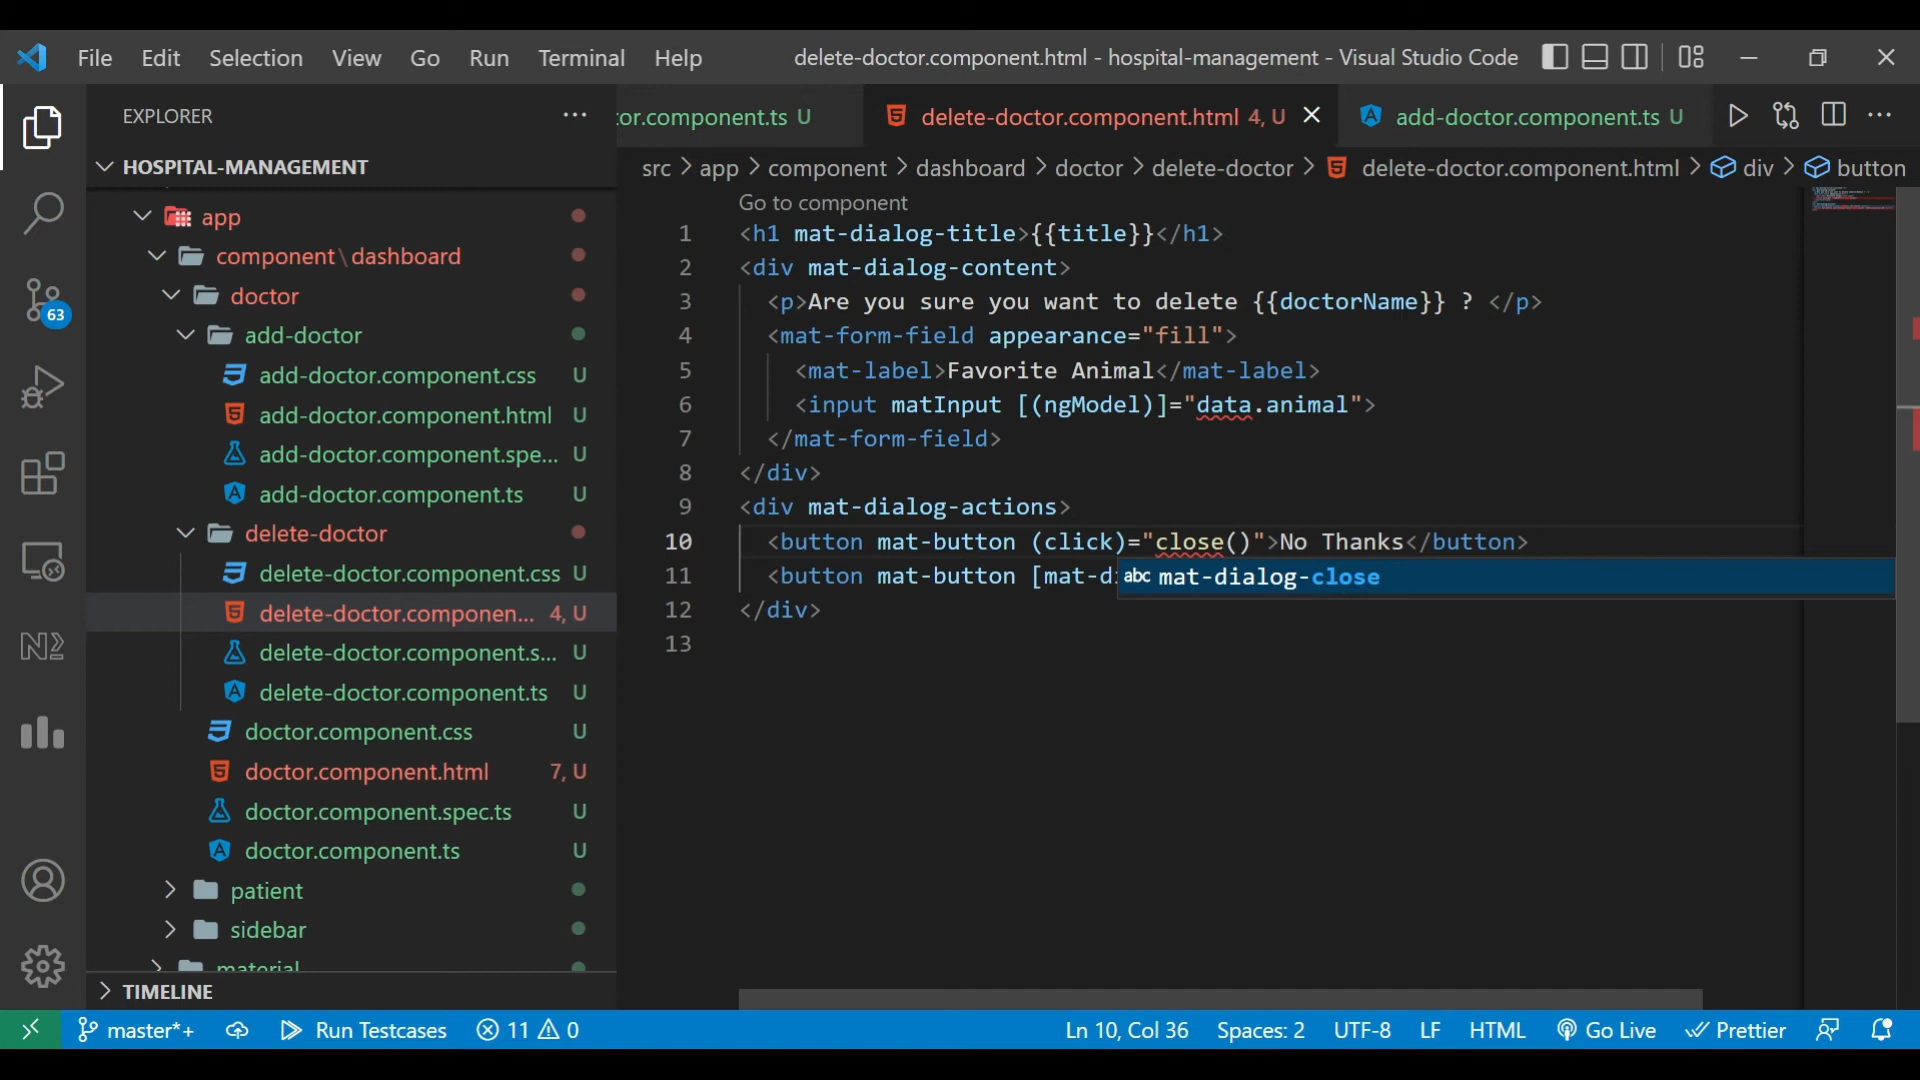 File Edit Selection View Go Run Terminal Help
delete-doctor.component.html - hospital-management - Visual Studio Code
EXPLORER
HOSPITAL-MANAGEMENT
app
component\dashboard
doctor
add-doctor
add-doctor.component.css U
add-doctor.component.html U
add-doctor.component.spe... U
add-doctor.component.ts U
delete-doctor
delete-doctor.component.css U
delete-doctor.componen... 4, U
delete-doctor.component.s... U
delete-doctor.component.ts U
doctor.component.css U
doctor.component.html 7, U
doctor.component.spec.ts U
doctor.component.ts U
patient
sidebar
material
TIMELINE
63
tor.component.ts U
delete-doctor.component.html 4, U
add-doctor.component.ts U
src > app > component > dashboard > doctor > delete-doctor > delete-doctor.component.html > div > button
Go to component
1 <h1 mat-dialog-title>{{title}}</h1>
2 <div mat-dialog-content>
3 <p>Are you sure you want to delete {{doctorName}} ? </p>
4 <mat-form-field appearance="fill">
5 <mat-label>Favorite Animal</mat-label>
6 <input matInput [(ngModel)]="data.animal">
7 </mat-form-field>
8 </div>
9 <div mat-dialog-actions>
10 <button mat-button (click)="close()">No Thanks</button>
11 <button mat-button [mat-di
abc mat-dialog-close
12 </div>
13
master*+ Run Testcases 11 0
Ln 10, Col 36 Spaces: 2 UTF-8 LF HTML Go Live Prettier